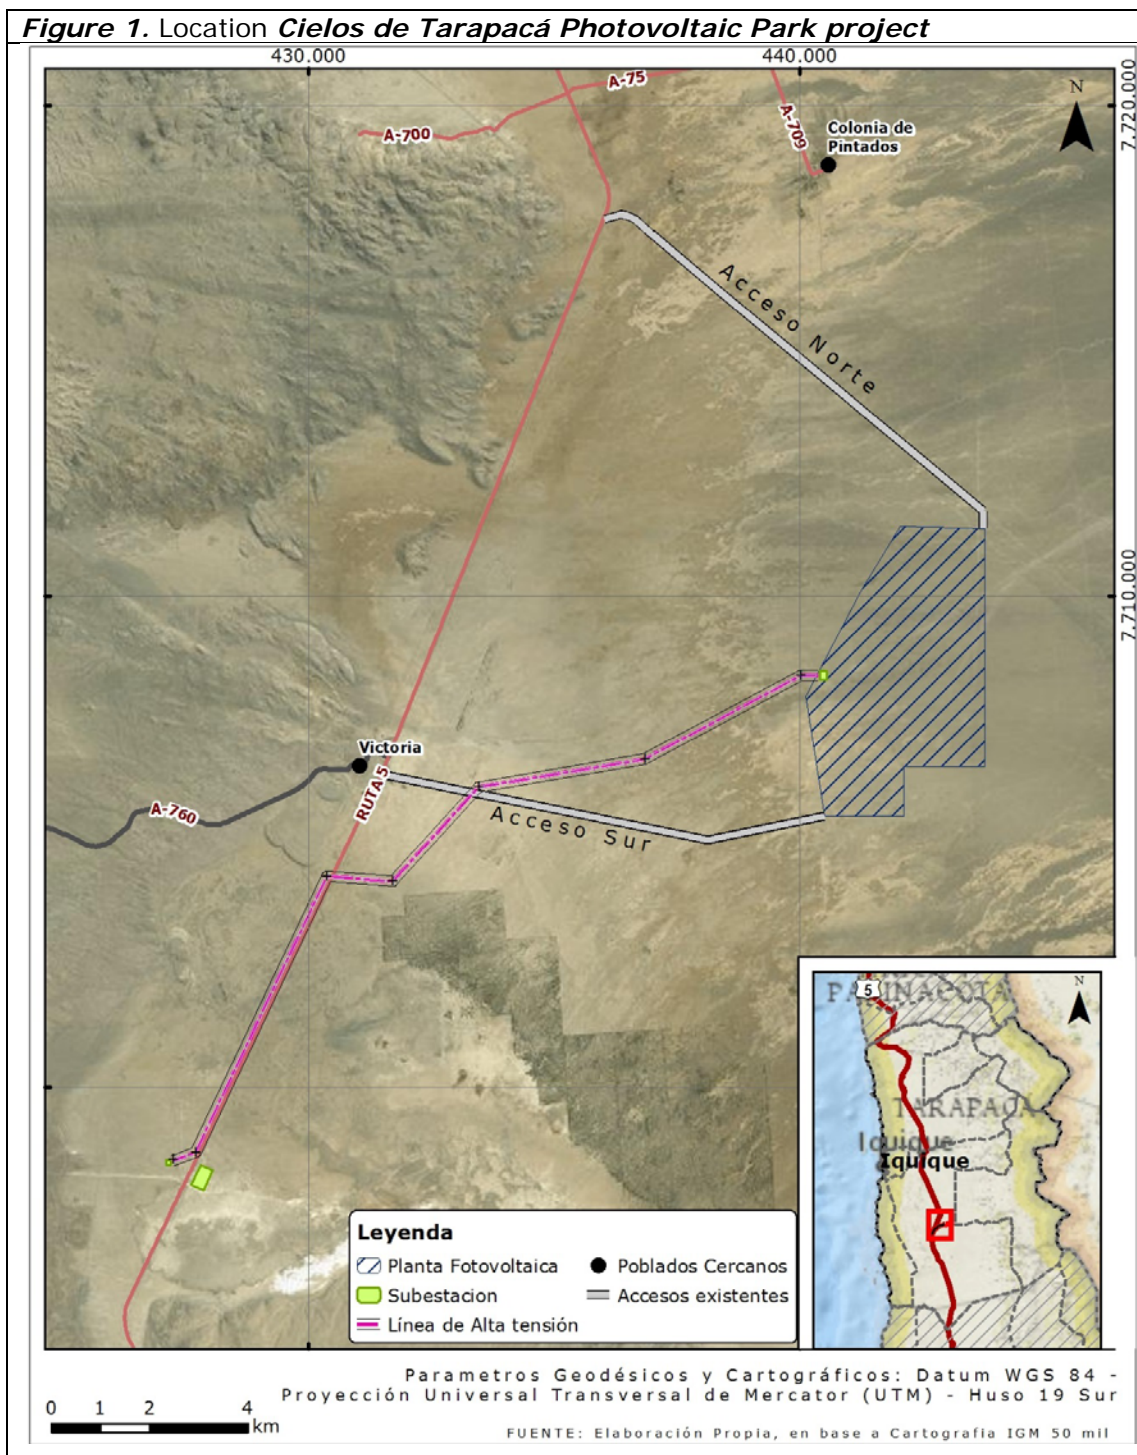 Figure 1. Location Cielos de Tarapacá Photovoltaic Park project
430.000
440.000
7.720.000
A-75
A-700
A-709
N
Colonia de
Pintados
Acceso Norte
7.710.000
Victoria
RUTA 5
A-760
Acceso Sur
5
N
TARAPACA
Iquique
Iquique
Leyenda
Planta Fotovoltaica
Poblados Cercanos
Substacion
Accesos existentes
Línea de Alta tensión
Parametros Geodésicos y Cartográficos: Datum WGS 84 -
Proyección Universal Transversal de Mercator (UTM) - Huso 19 Sur
0 1 2 4
km
FUENTE: Elaboración Propia, en base a Cartografia IGM 50 mil